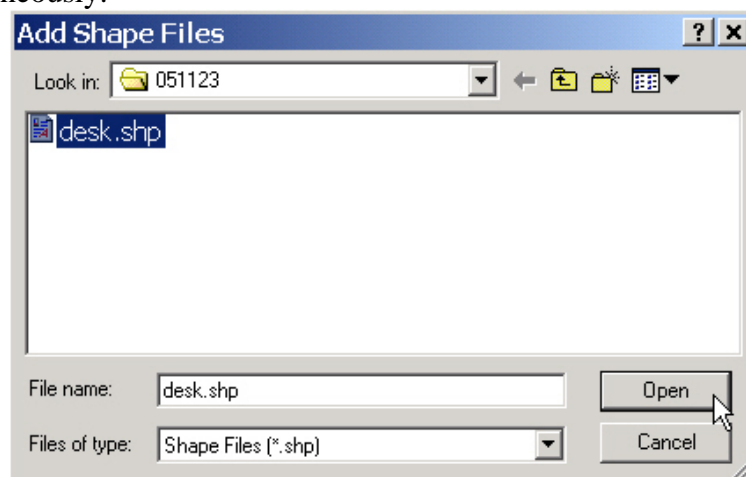 Add Shape Files
Look in: 051123
desk.shp
File name: desk.shp Open
Files of type: Shape Files (*.shp) Cancel